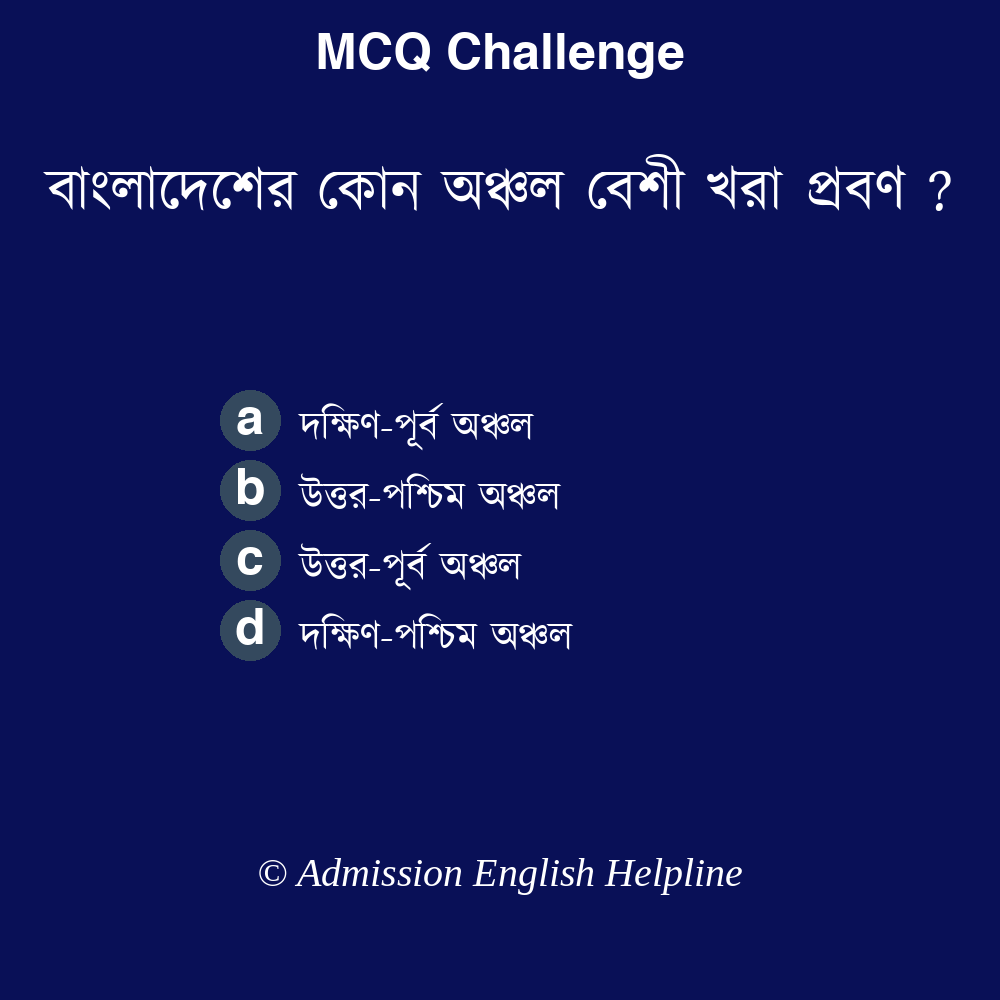 MCQ Challenge
বাংলাদেশের কোন অঞ্চল বেশী খরা প্রবণ ?
a দক্ষিণ-পূর্ব অঞ্চল
b উত্তর-পশ্চিম অঞ্চল
c উত্তর-পূর্ব অঞ্চল
d দক্ষিণ-পশ্চিম অঞ্চল
© Admission English Helpline